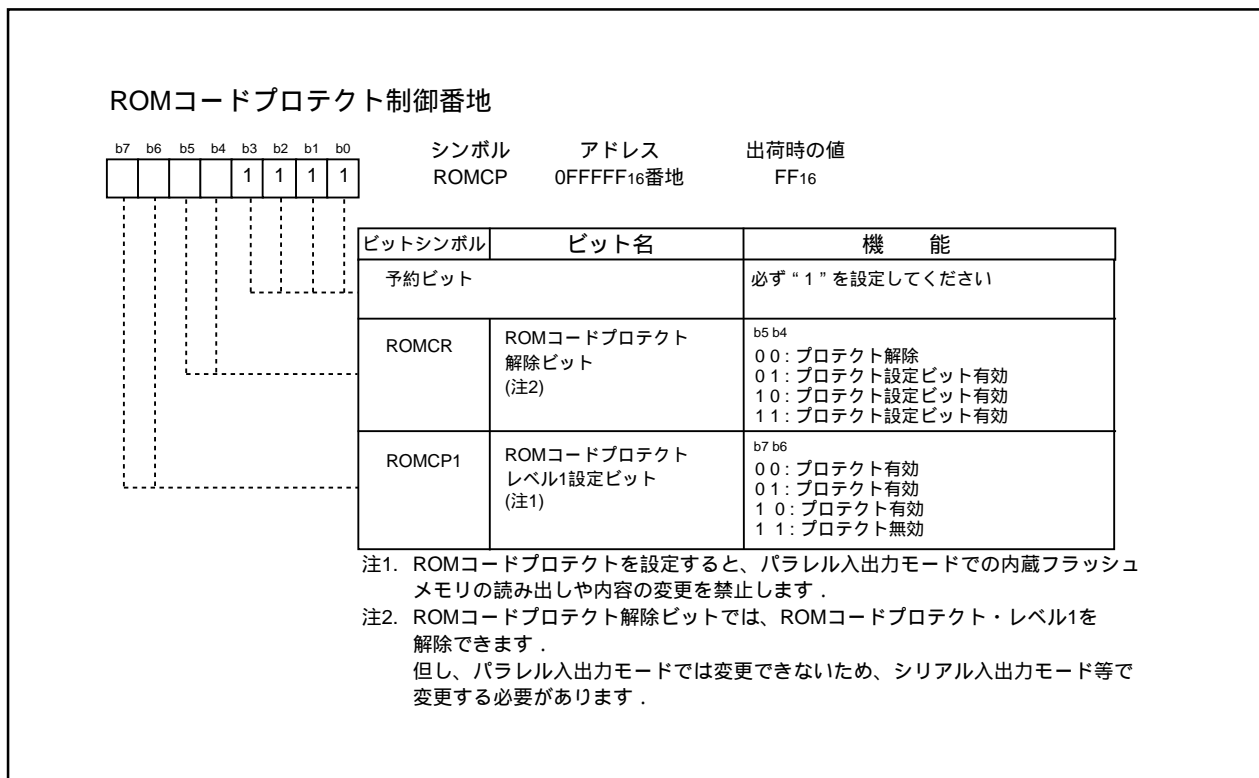 ROMコードプロテクト制御番地
b7 b6 b5 b4 b3 b2 b1 b0
1 1 1 1
シンボル アドレス 出荷時の値
ROMCP 0FFFFF16番地 FF16
ビットシンボル ビット名 機 能
予約ビット 必ず“1”を設定してください
ROMCR ROMコードプロテクト
解除ビット
(注2)
b5 b4
0 0 : プロテクト解除
0 1 : プロテクト設定ビット有効
1 0 : プロテクト設定ビット有効
1 1 : プロテクト設定ビット有効
ROMCP1 ROMコードプロテクト
レベル1設定ビット
(注1)
b7 b6
0 0 : プロテクト有効
0 1 : プロテクト有効
1 0 : プロテクト有効
1 1 : プロテクト無効
注1. ROMコードプロテクトを設定すると、パラレル入出力モードでの内蔵フラッシュ
メモリの読み出しや内容の変更を禁止します.
注2. ROMコードプロテクト解除ビットでは、ROMコードプロテクト・レベル1を
解除できます.
但し、パラレル入出力モードでは変更できないため、シリアル入出力モード等で
変更する必要があります.